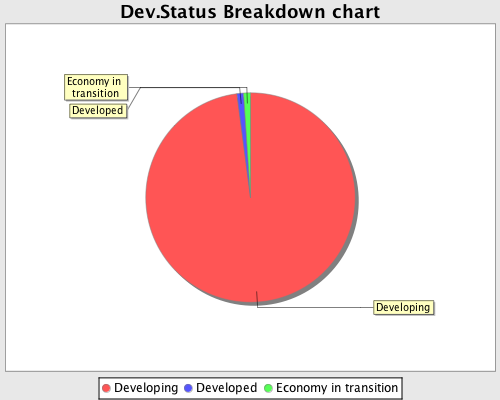 Dev.Status Breakdown chart
Economy in
transition
Developed
Developing
Developing Developed Economy in transition